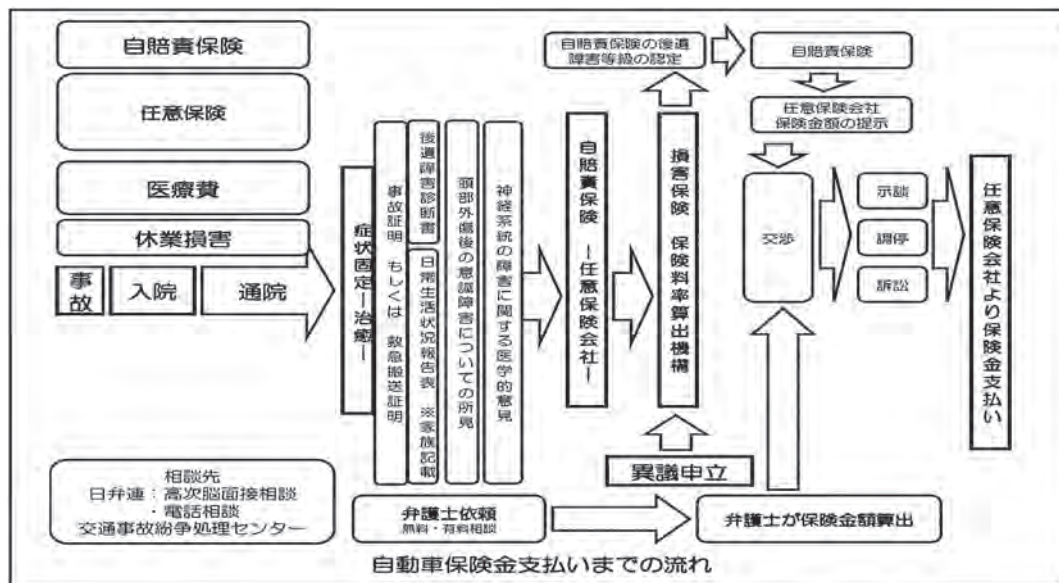 自賠責保険
任意保険
医療費
休業損害
事故
入院
通院
症状固定―治癒―
事故証明 もしくは 救急搬送証明
後遺障害診断書
日常生活状況報告表 ※家族記載
頭部外傷後の意識障害についての所見
神経系統の障害に関する医学的意見
自賠責保険 ―任意保険会社―
損害保険 保険料率算出機構
自賠責保険の後遺
障害等級の認定
自賠責保険
任意保険会社
保険金額の提示
交渉
示談
調停
訴訟
任意保険会社より保険金支払い
異議申立
相談先
日弁連:高次脳面接相談
・電話相談
交通事故紛争処理センター
弁護士依頼
無料・有料相談
弁護士が保険金額算出
自動車保険金支払いまでの流れ